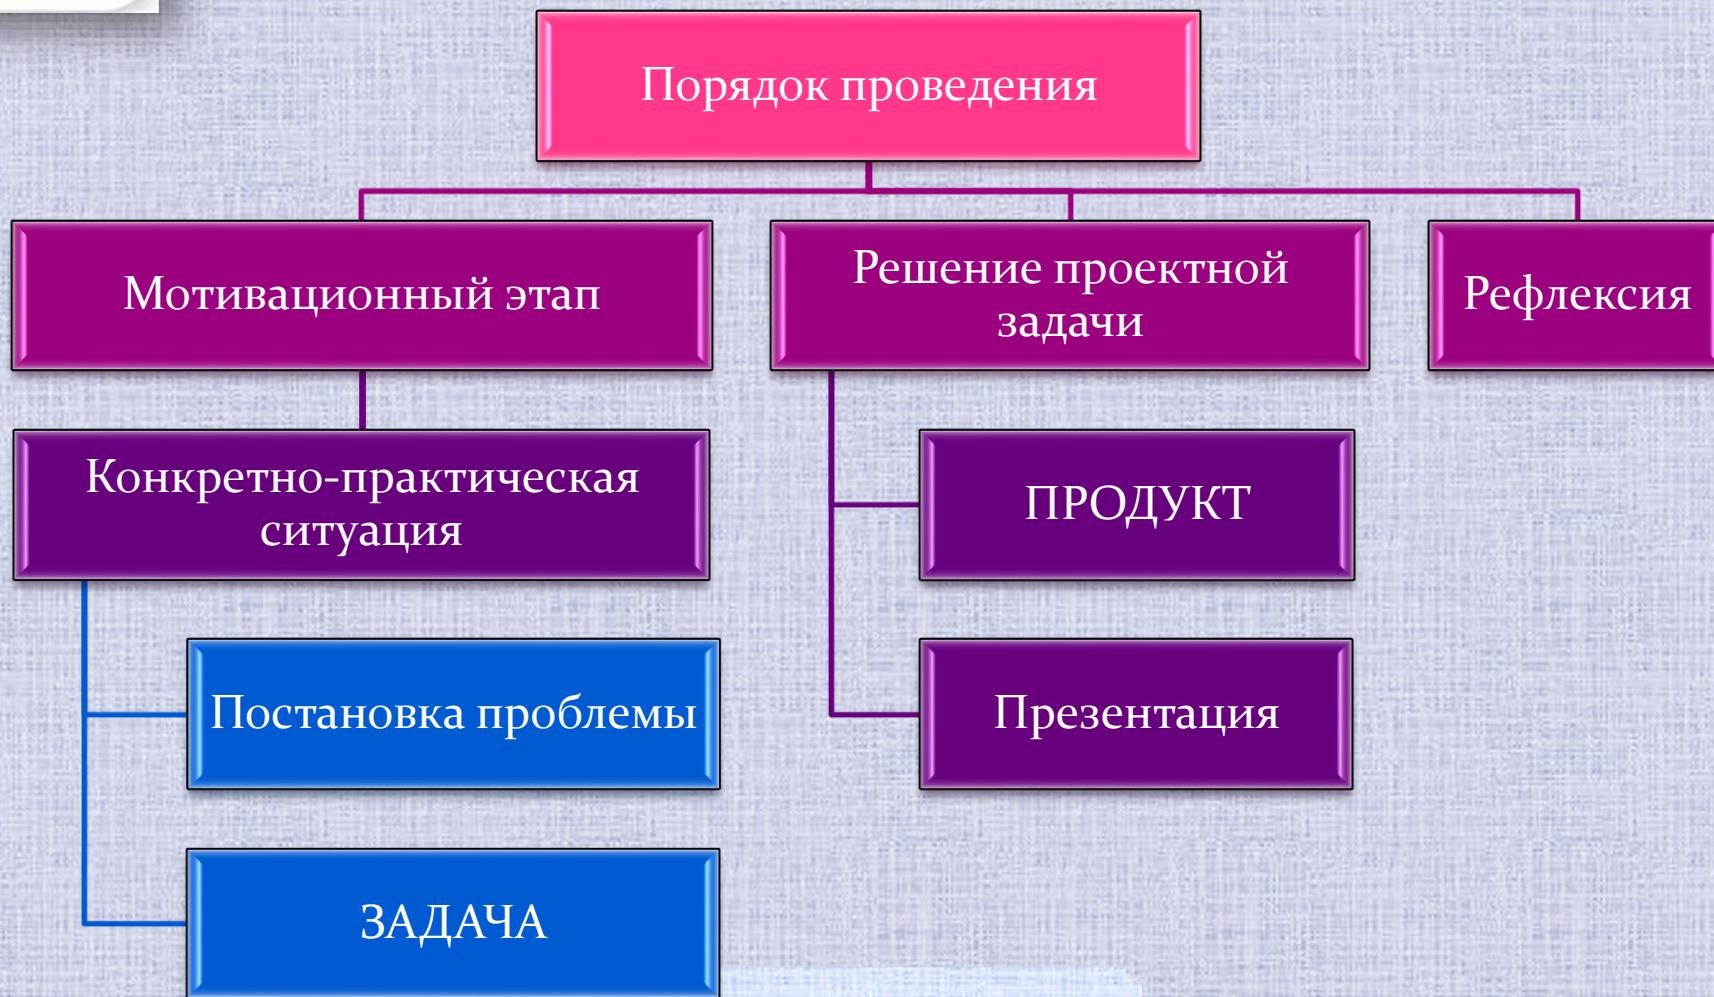 Порядок проведения
Мотивационный этап
Решение проектной
задачи
Рефлексия
Конкретно-практическая
ситуация
ПРОДУКТ
Постановка проблемы
Презентация
ЗАДАЧА